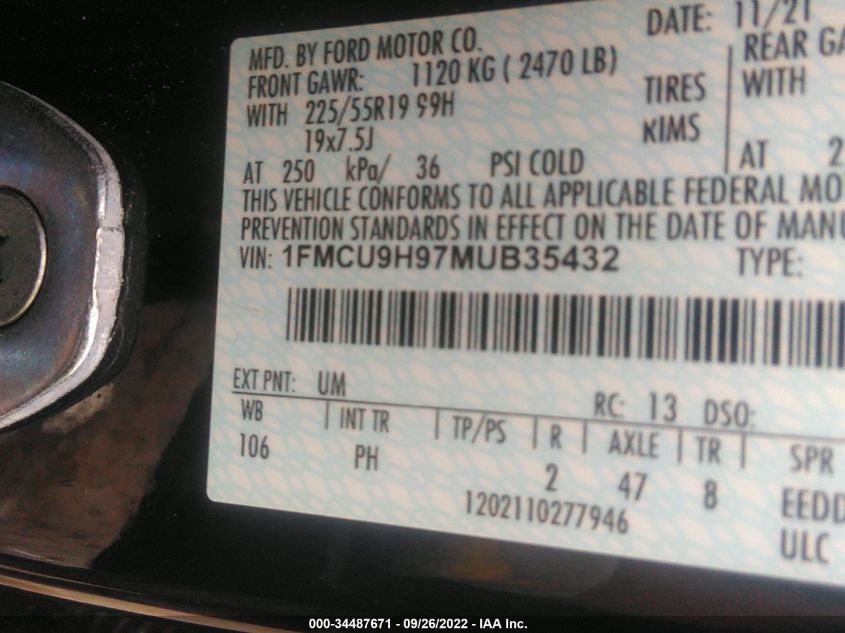 MFD. BY FORD MOTOR CO. DATE: 11/21
FRONT GAWR: 1120 KG ( 2470 LB) REAR GA
WITH 225/55R19 99H TIRES WITH
19x7.5J KIMS
AT 250 kPa/ 36 PSI COLD AT 2
THIS VEHICLE CONFORMS TO ALL APPLICABLE FEDERAL MO
PREVENTION STANDARDS IN EFFECT ON THE DATE OF MANU
VIN: 1FMCU9H97MUB35432 TYPE:
EXT PNT: UM RC: 13 DSO:
WB | INT TR | TP/PS | R | AXLE | TR | SPR
106 PH 2 47 8 EEDD
1202110277946 ULC
000-34487671 - 09/26/2022 - IAA Inc.